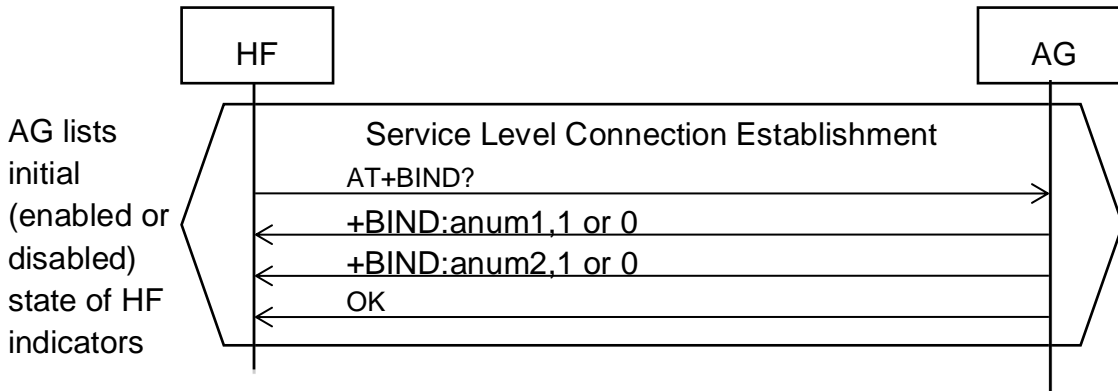 HF
AG
AG lists
initial
(enabled or
disabled)
state of HF
indicators
Service Level Connection Establishment
AT+BIND?
+BIND:anum1,1 or 0
+BIND:anum2,1 or 0
OK